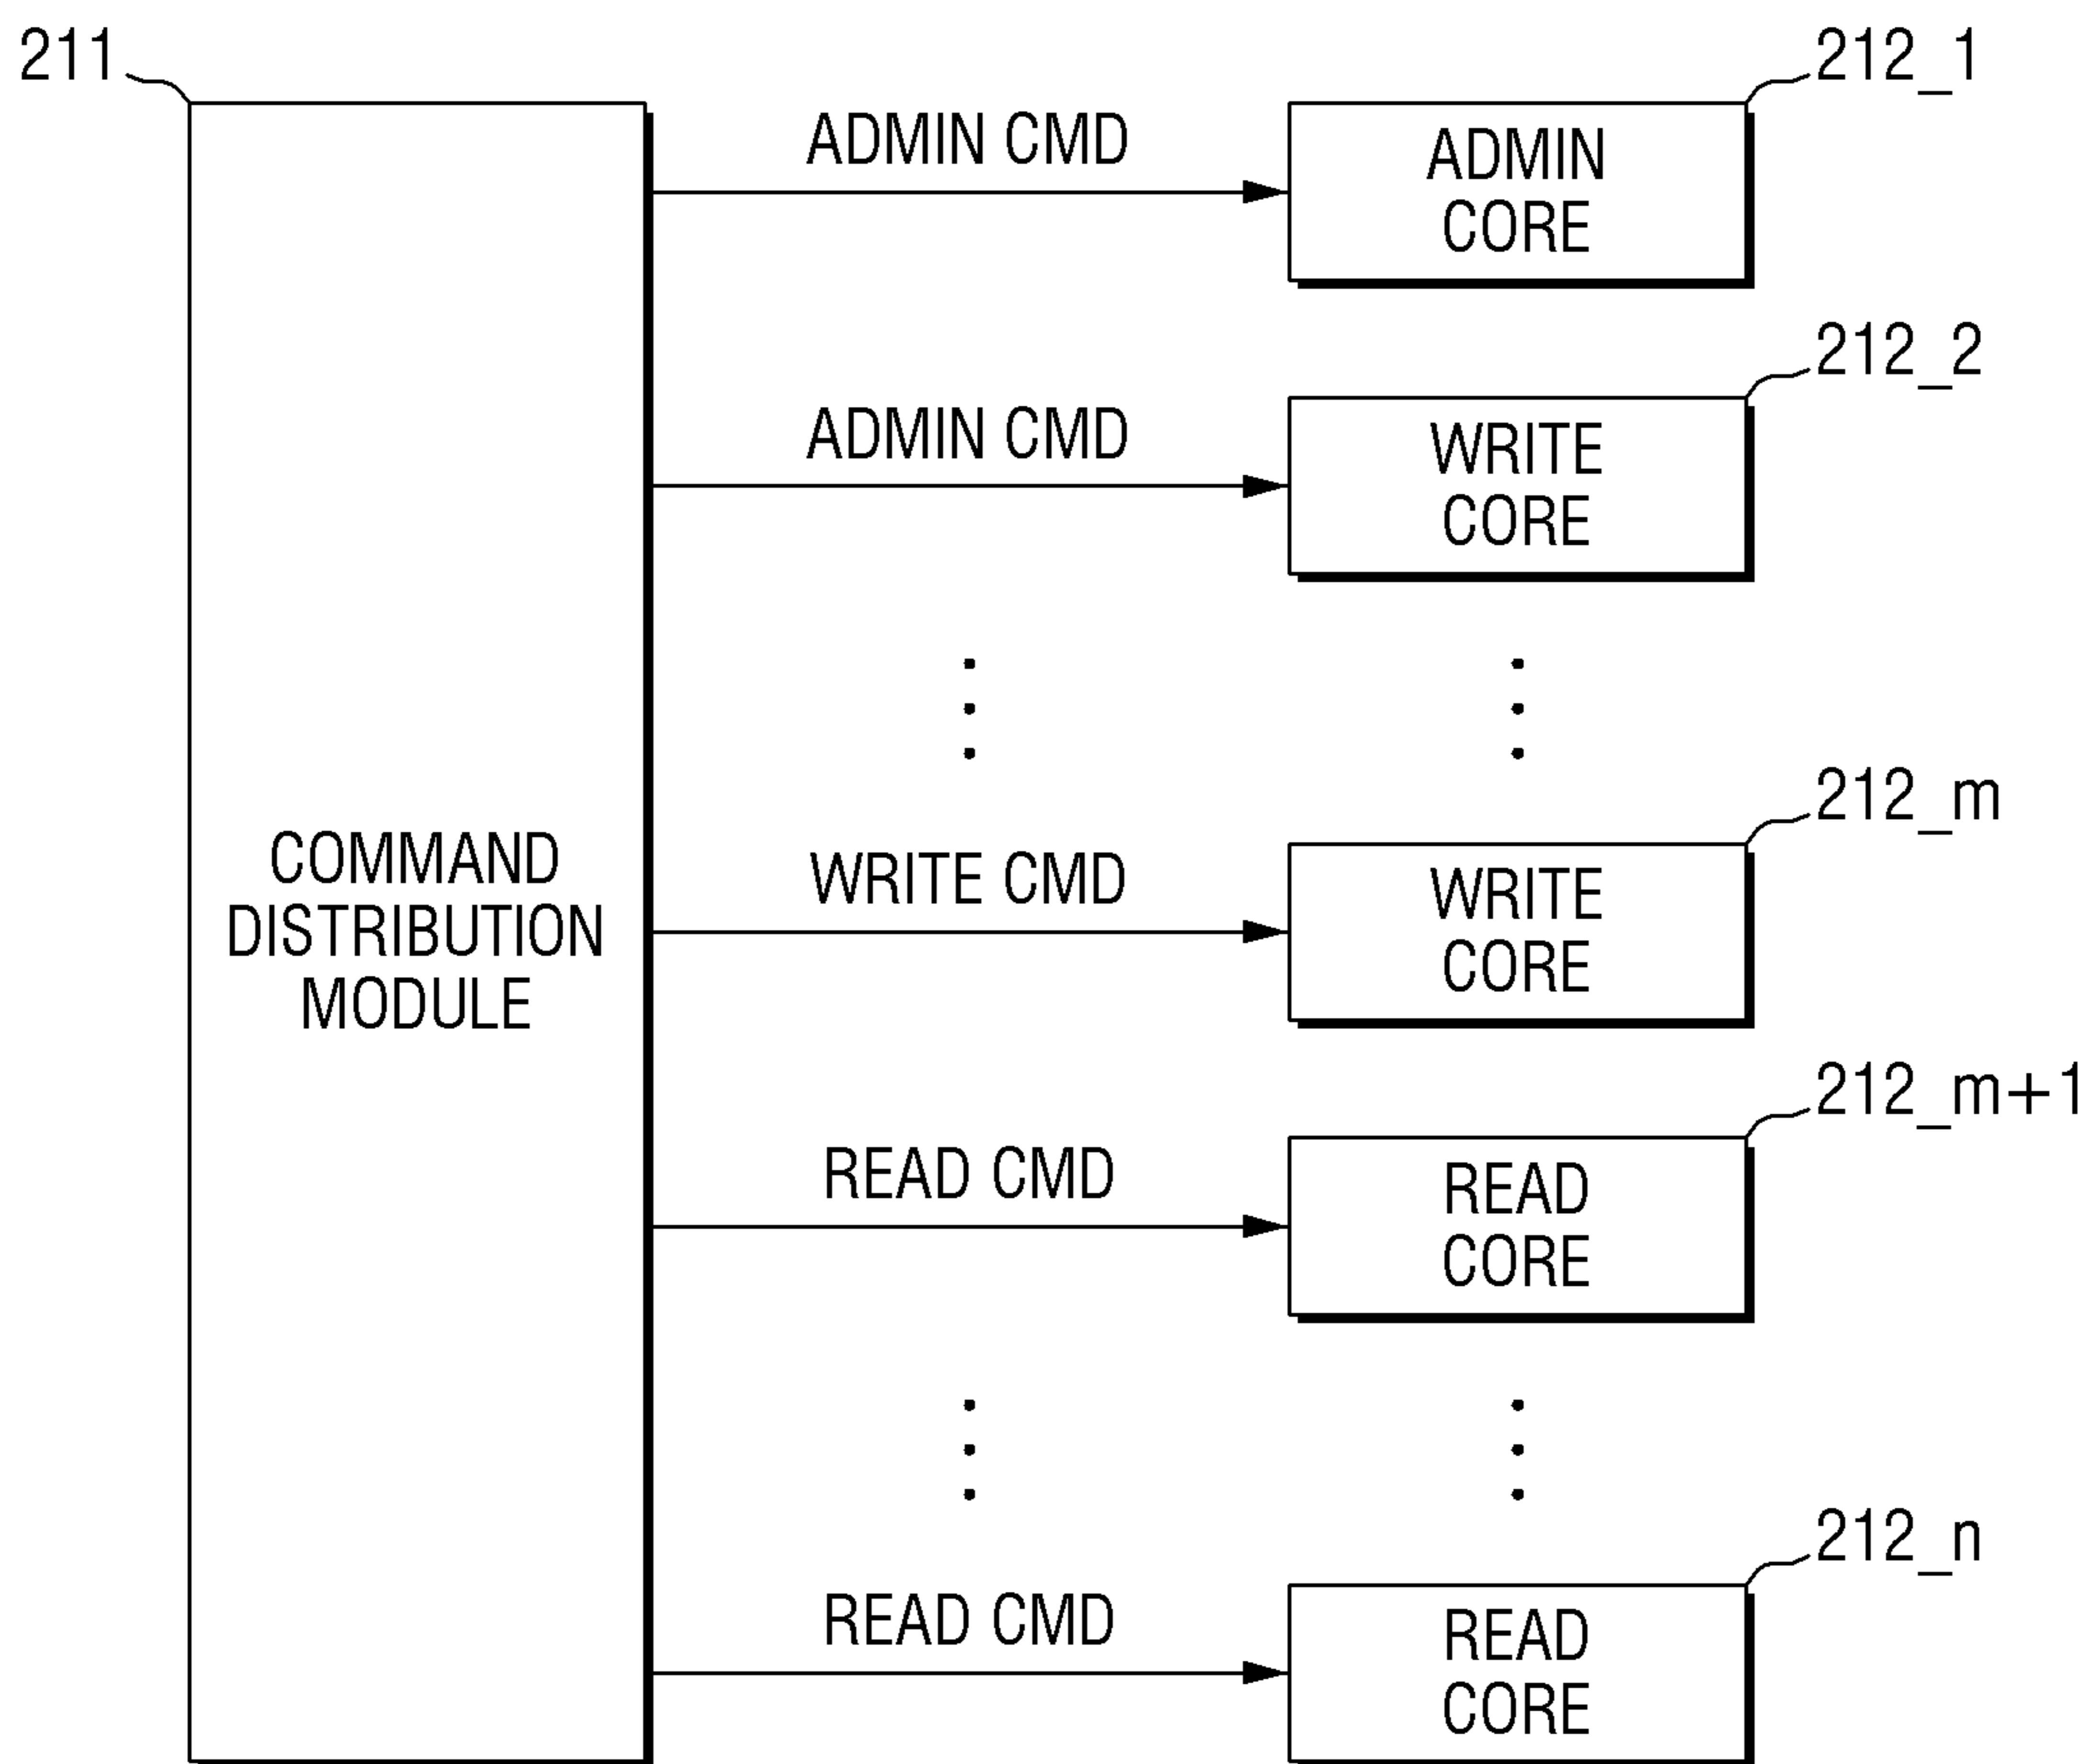 211
212_1
ADMIN CMD
ADMIN
CORE
212_2
ADMIN CMD
WRITE
CORE
212_m
COMMAND
DISTRIBUTION
MODULE
WRITE CMD
WRITE
CORE
212_m+1
READ CMD
READ
CORE
212_n
READ CMD
READ
CORE